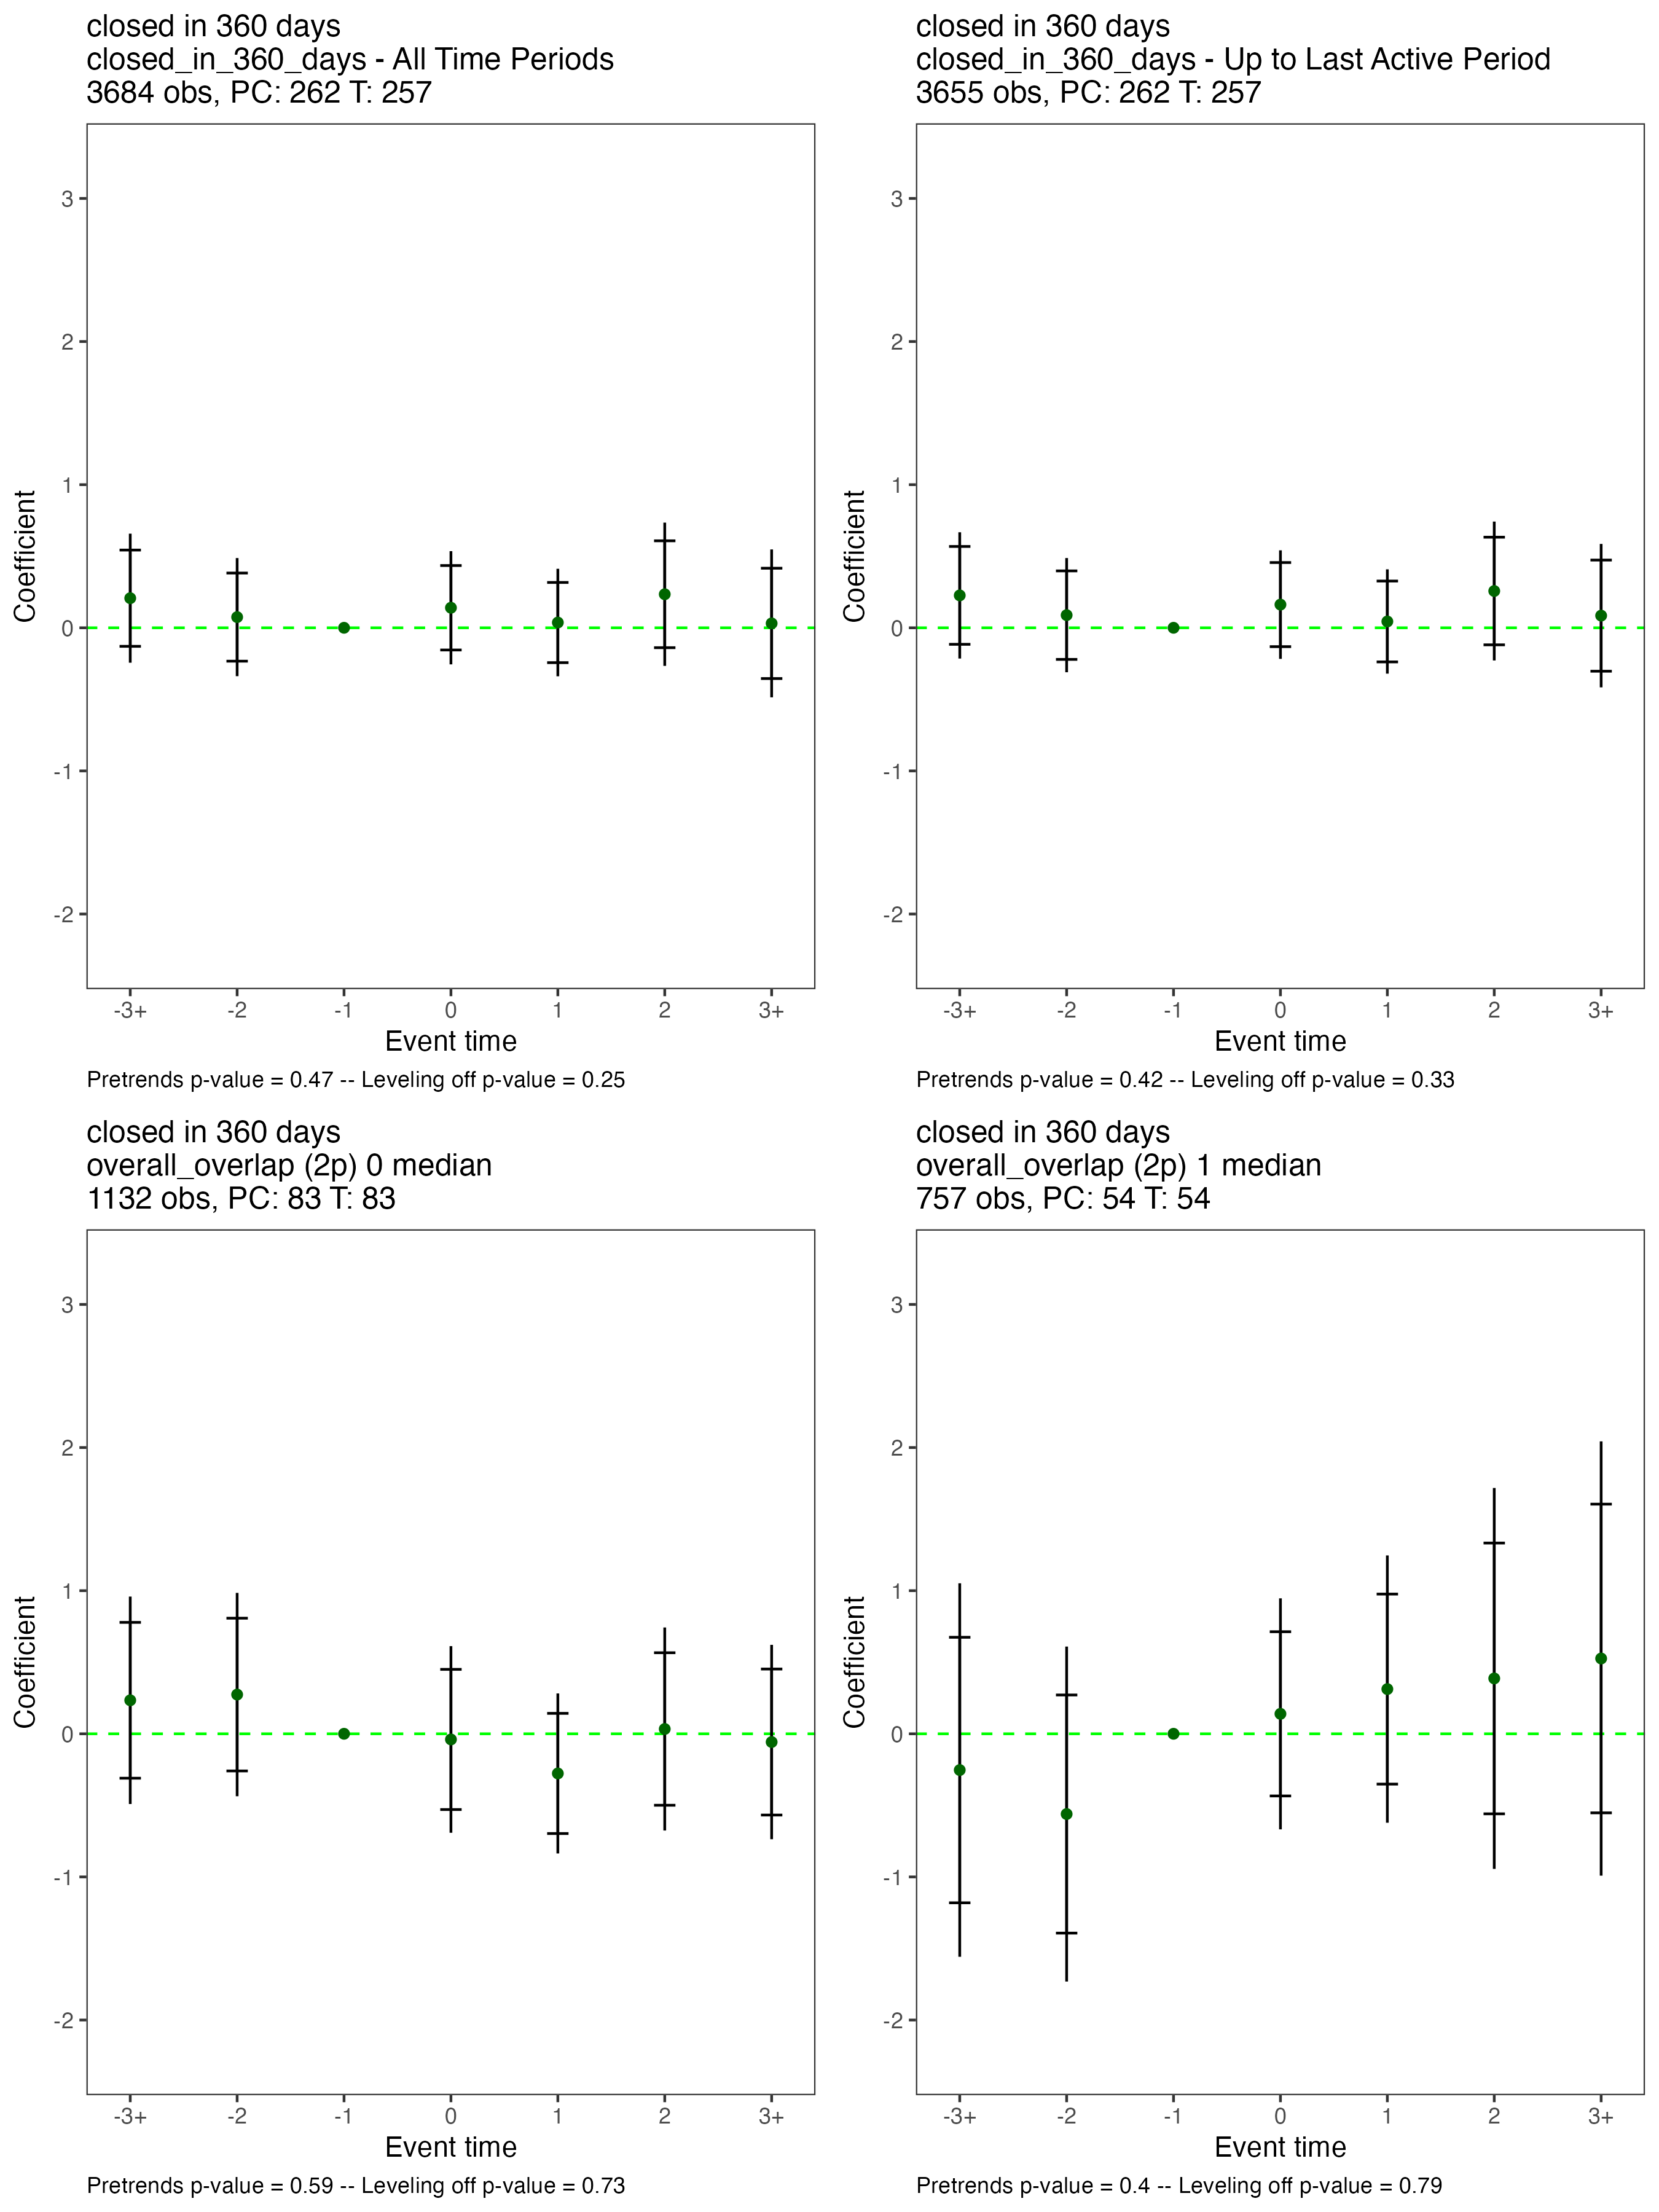 closed in 360 days
closed_in_360_days - All Time Periods
3684 obs, PC: 262 T: 257
Coefficient
3
2
1
0
-1
-2
-3+
-2
-1
0
1
2
3+
Event time
Pretrends p-value = 0.47 -- Leveling off p-value = 0.25
closed in 360 days
closed_in_360_days - Up to Last Active Period
3655 obs, PC: 262 T: 257
Coefficient
3
2
1
0
-1
-2
-3+
-2
-1
0
1
2
3+
Event time
Pretrends p-value = 0.42 -- Leveling off p-value = 0.33
closed in 360 days
overall_overlap (2p) 0 median
1132 obs, PC: 83 T: 83
Coefficient
3
2
1
0
-1
-2
-3+
-2
-1
0
1
2
3+
Event time
Pretrends p-value = 0.59 -- Leveling off p-value = 0.73
closed in 360 days
overall_overlap (2p) 1 median
757 obs, PC: 54 T: 54
Coefficient
3
2
1
0
-1
-2
-3+
-2
-1
0
1
2
3+
Event time
Pretrends p-value = 0.4 -- Leveling off p-value = 0.79